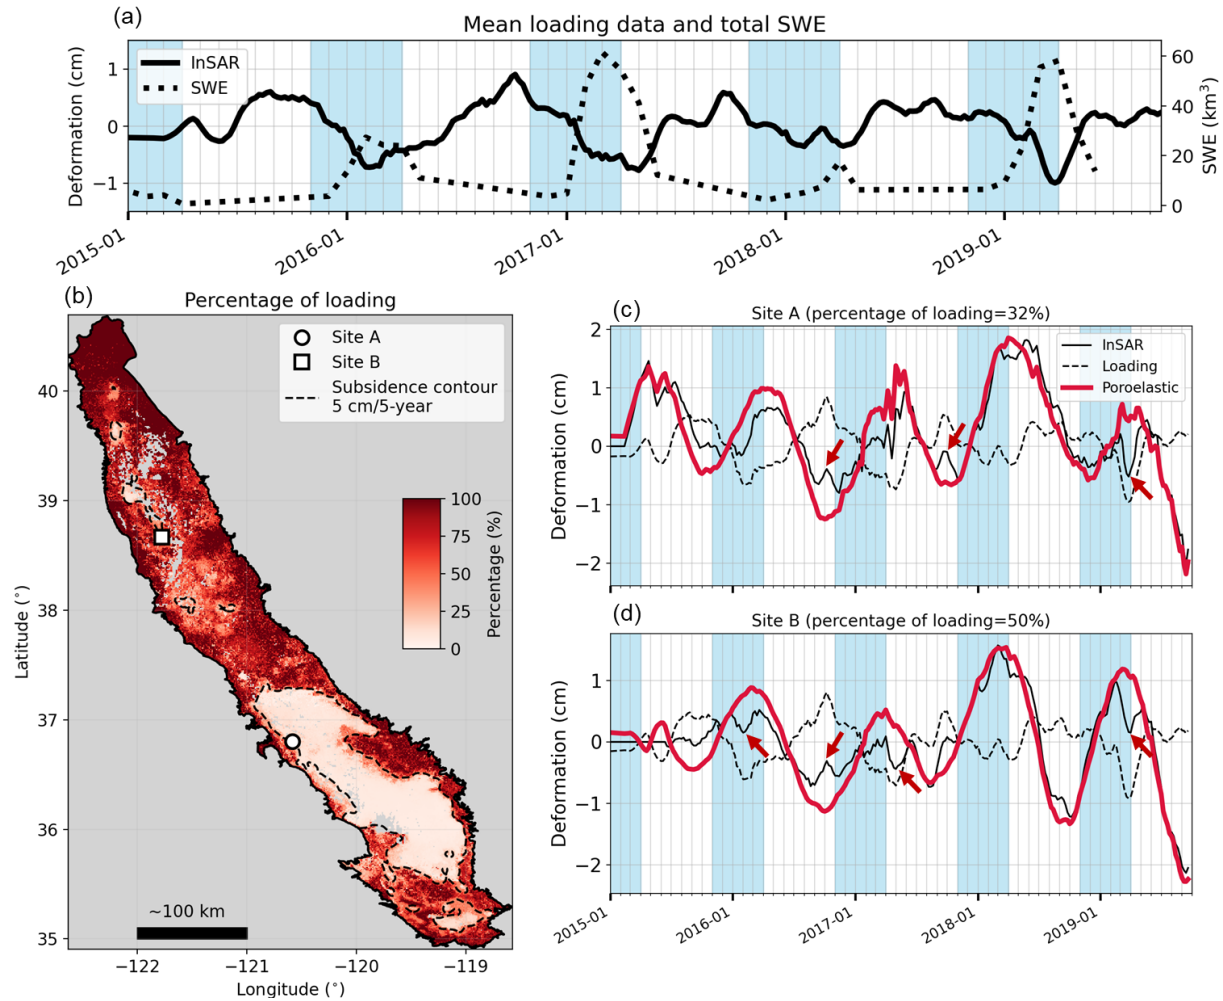 (a)
Mean loading data and total SWE
Deformation (cm)
1
0
−1
InSAR
SWE
60
40
20
0
SWE (km³)
2015-01
2016-01
2017-01
2018-01
2019-01
(b)
Percentage of loading
Site A
Site B
Subsidence contour
5 cm/5-year
Latitude (°)
40
39
38
37
36
35
100
75
50
25
0
Percentage (%)
~100 km
−122
−121
−120
−119
Longitude (°)
(c)
Site A (percentage of loading=32%)
Deformation (cm)
2
1
0
−1
−2
InSAR
Loading
Poroelastic
(d)
Site B (percentage of loading=50%)
Deformation (cm)
1
0
−1
−2
2015-01
2016-01
2017-01
2018-01
2019-01